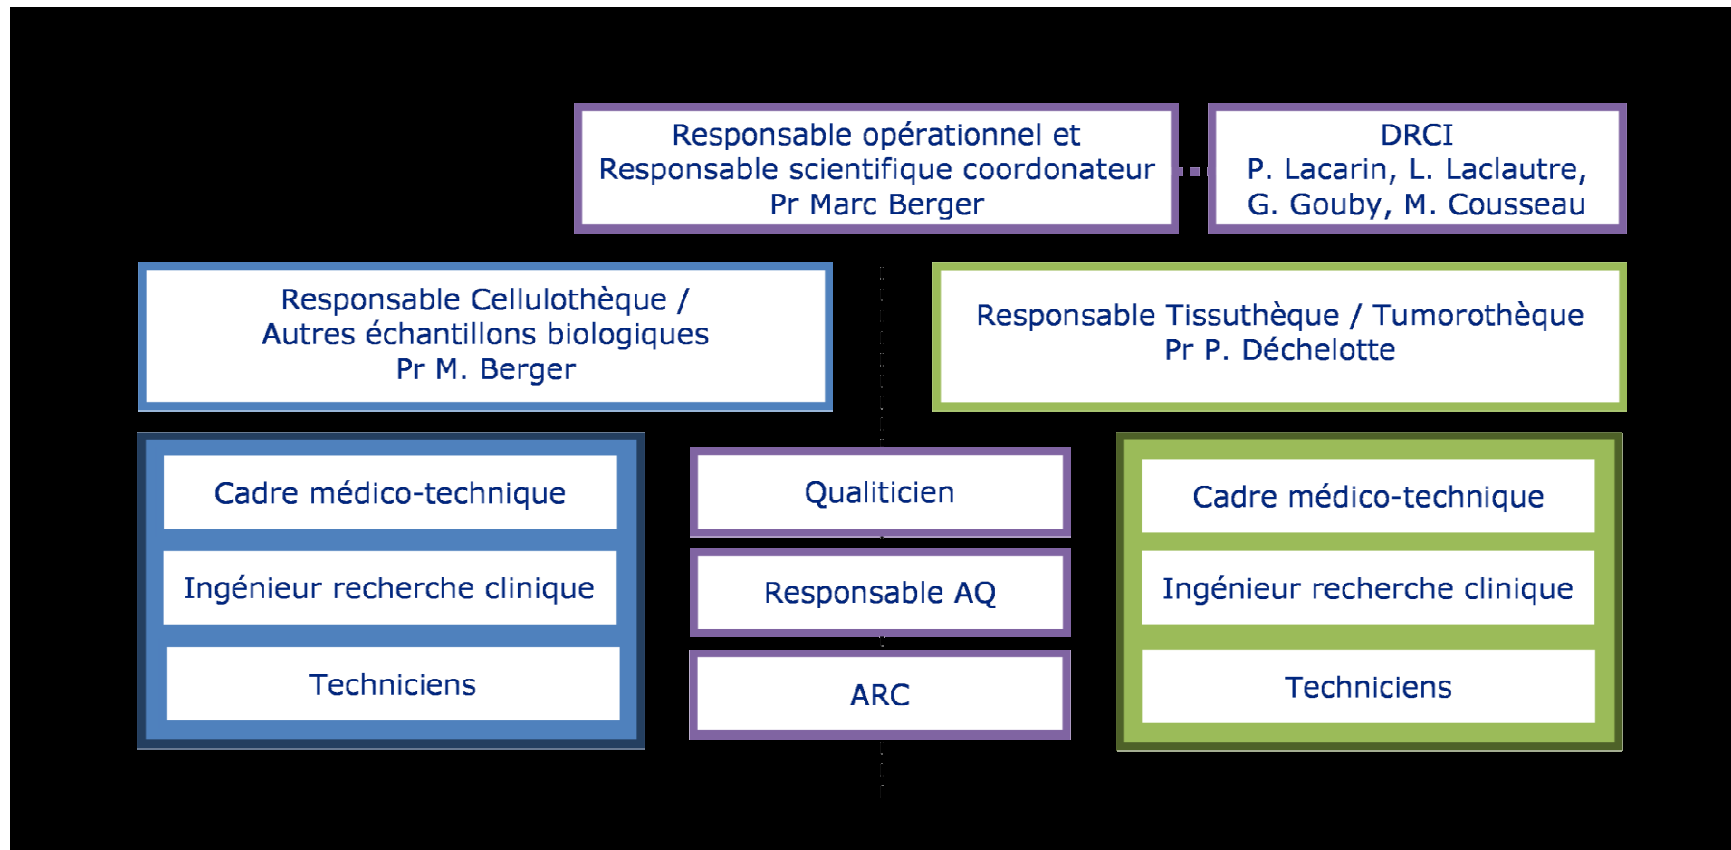 Responsable opérationnel et
Responsable scientifique coordonateur
Pr Marc Berger
DRCI
P. Lacarin, L. Laclautre,
G. Gouby, M. Cousseau
Responsable Cellulothèque /
Autres échantillons biologiques
Pr M. Berger
Responsable Tissuthèque / Tumorothèque
Pr P. Déchelotte
Cadre médico-technique
Ingénieur recherche clinique
Techniciens
Qualiticien
Responsable AQ
ARC
Cadre médico-technique
Ingénieur recherche clinique
Techniciens